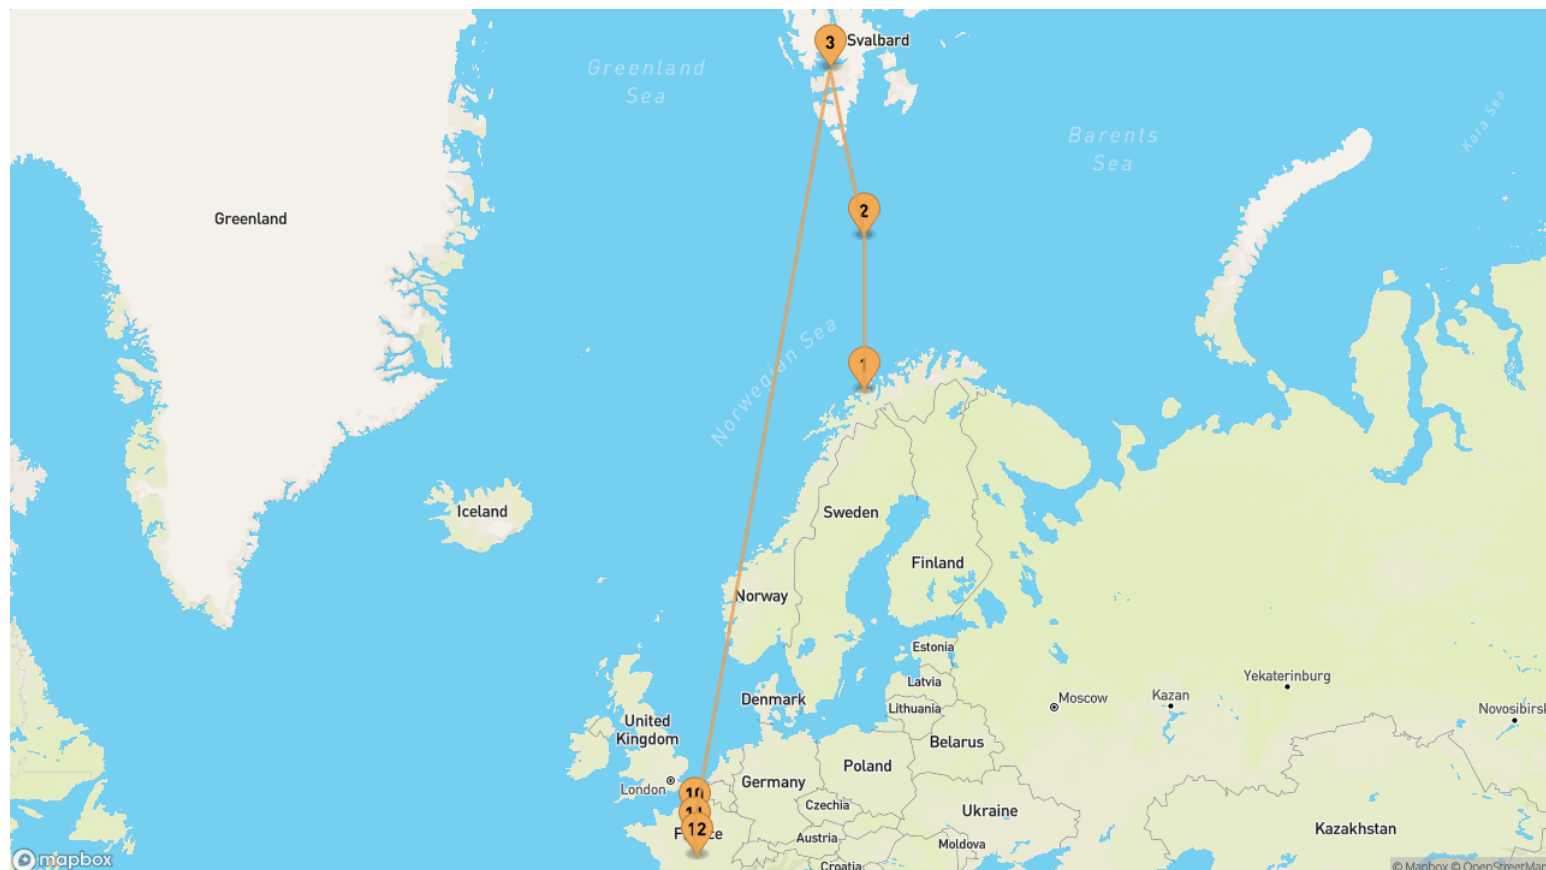 3
Svalbard
Greenland
Sea
Kara Sea
Barents
Sea
2
Greenland
Norwegian Sea
Iceland
Sweden
Finland
Norway
Estonia
Latvia
Lithuania
Denmark
Moscow
Kazan
Yekaterinburg
Novosibirsk
United
Kingdom
Belarus
Poland
Germany
London
10
Czechia
Ukraine
11
12
Austria
Moldova
Kazakhstan
Croatia
mapbox
© Mapbox © OpenStreetMap